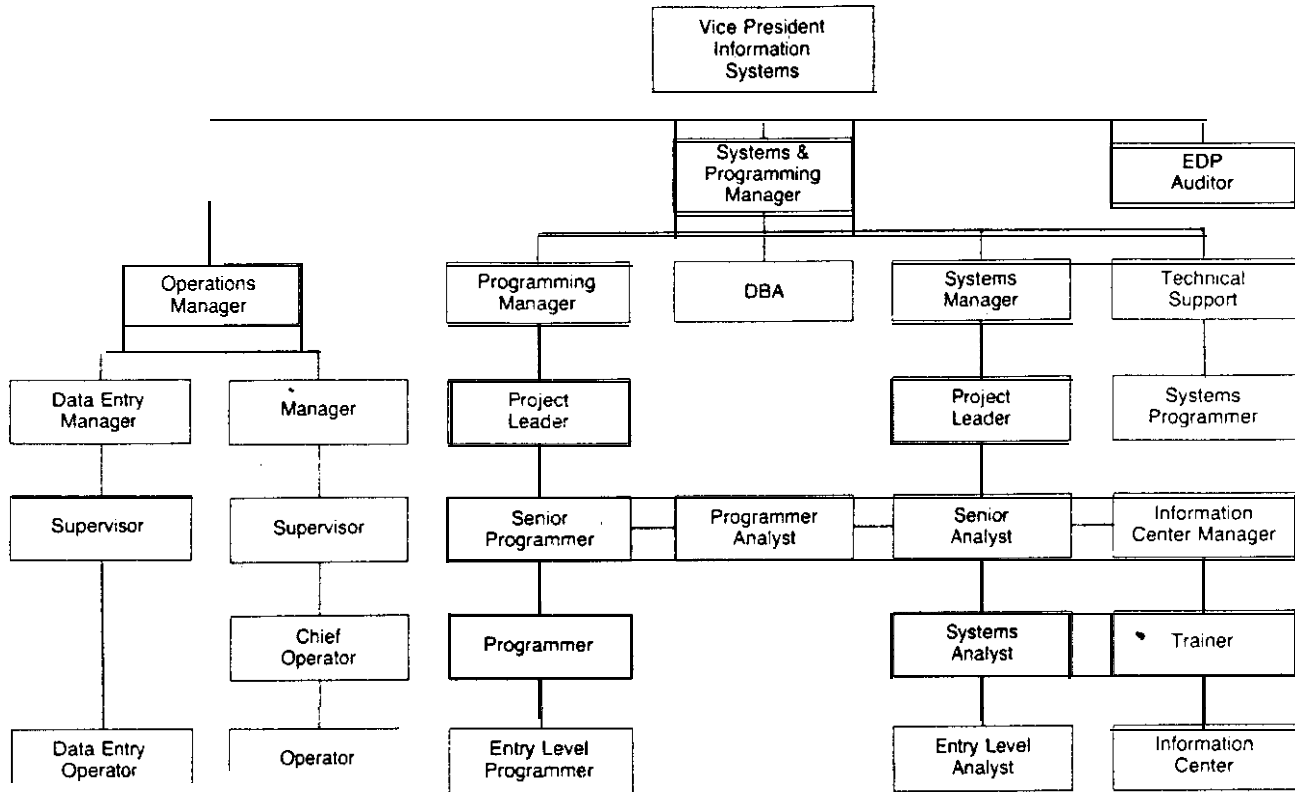 Vice President
Information
Systems
Systems &
Programming
Manager
EDP
Auditor
Operations
Manager
Programming
Manager
DBA
Systems
Manager
Technical
Support
Data Entry
Manager
Manager
Project
Leader
Project
Leader
Systems
Programmer
Supervisor
Supervisor
Senior
Programmer
Programmer
Analyst
Senior
Analyst
Information
Center Manager
Chief
Operator
Programmer
Systems
Analyst
Trainer
Data Entry
Operator
Operator
Entry Level
Programmer
Entry Level
Analyst
Information
Center